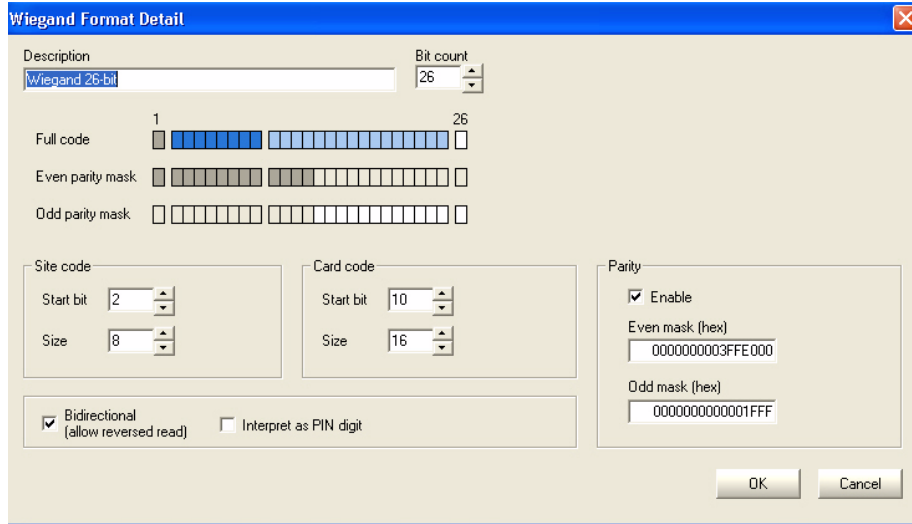 Wiegand Format Detail
Description
Bit count
Wiegand 26-bit
26
1
26
Full code
Even parity mask
Odd parity mask
Site code
Card code
Parity
Start bit
2
Start bit
10
Enable
Size
8
Size
16
Even mask (hex)
0000000003FFE000
Odd mask (hex)
0000000000001FFF
Bidirectional
(allow reversed read)
Interpret as PIN digit
OK
Cancel